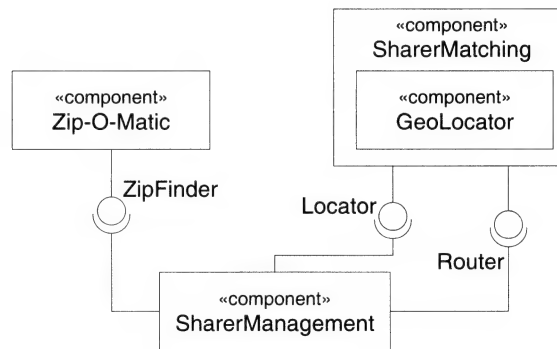 «component»
SharerMatching
«component»
Zip-O-Matic
«component»
GeoLocator
ZipFinder
Locator
Router
«component»
SharerManagement